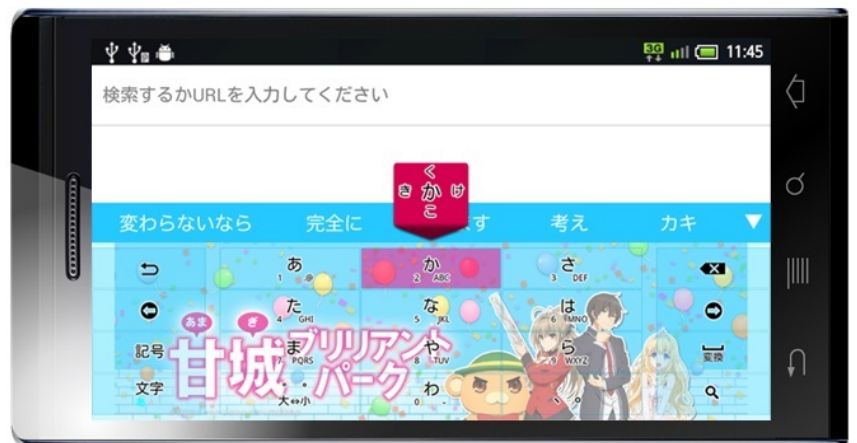 3G 11:45
検索するかURLを入力してください
く
き か け
こ
変わらないなら 完全に す 考え カキ
あ か さ
1 @ 2 ABC 3 DEF
た な は
4 GHI 5 JKL 6 MNO
記号 ま や ら 変換
7 PQRS 8 TUV 9 WXYZ
文字 大⇔小 わ 、。
0
あま ぎ
甘城ブリリアント
パーク